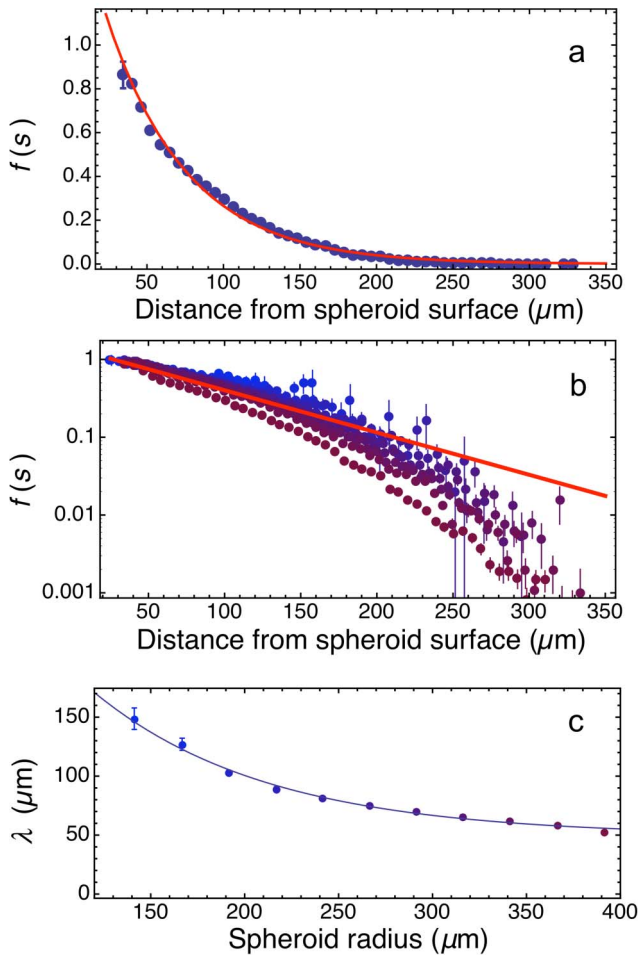 a
1.0
0.8
0.6
0.4
0.2
0.0
f(s)
50 100 150 200 250 300 350
Distance from spheroid surface (µm)
b
1
0.1
0.01
0.001
f(s)
50 100 150 200 250 300 350
Distance from spheroid surface (µm)
c
150
100
50
0
λ (µm)
150 200 250 300 350 400
Spheroid radius (µm)